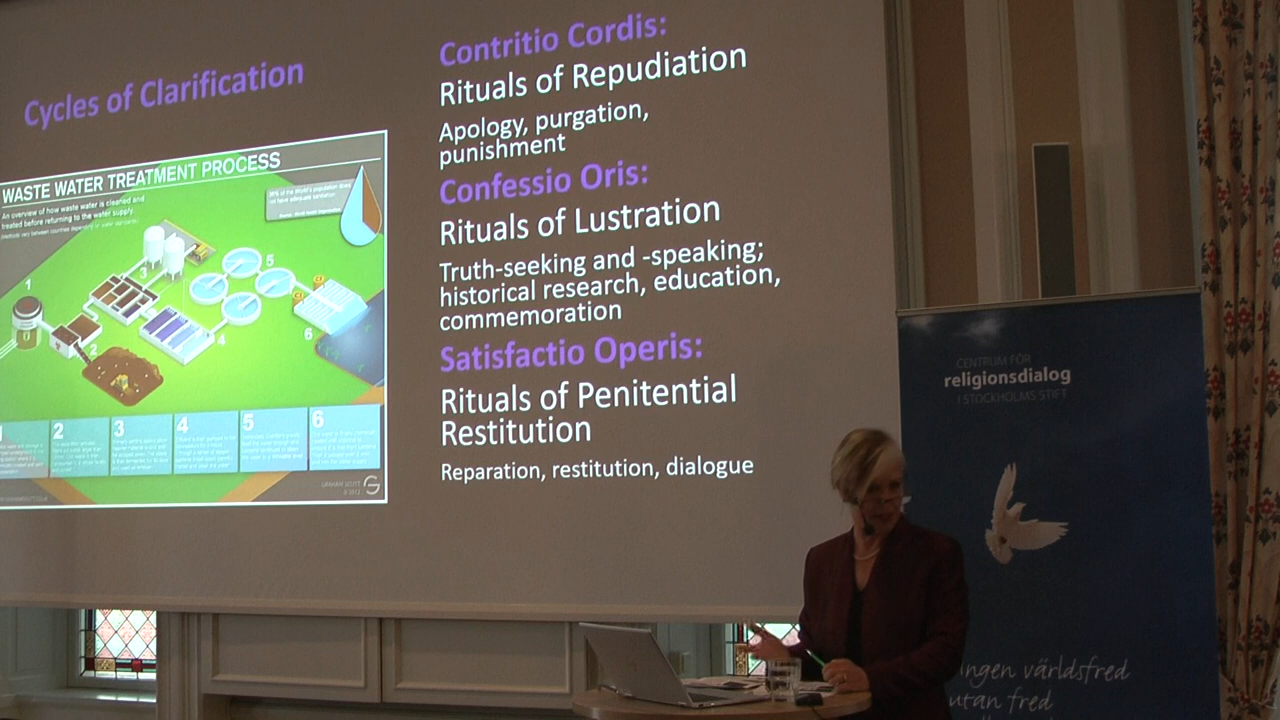 Cycles of Clarification
WASTE WATER TREATMENT PROCESS
An overview of how waste water is cleaned and
treated before returning to the water supply.
1
2
3
4
5
6
2
3
4
5
6
Contritio Cordis:
Rituals of Repudiation
Apology, purgation,
punishment
Confessio Oris:
Rituals of Lustration
Truth-seeking and -speaking;
historical research, education,
commemoration
Satisfactio Operis:
Rituals of Penitential
Restitution
Reparation, restitution, dialogue
CENTRUM FÖR
religionsdialog
I STOCKHOLMS STIFT
ingen världsfred
utan fred